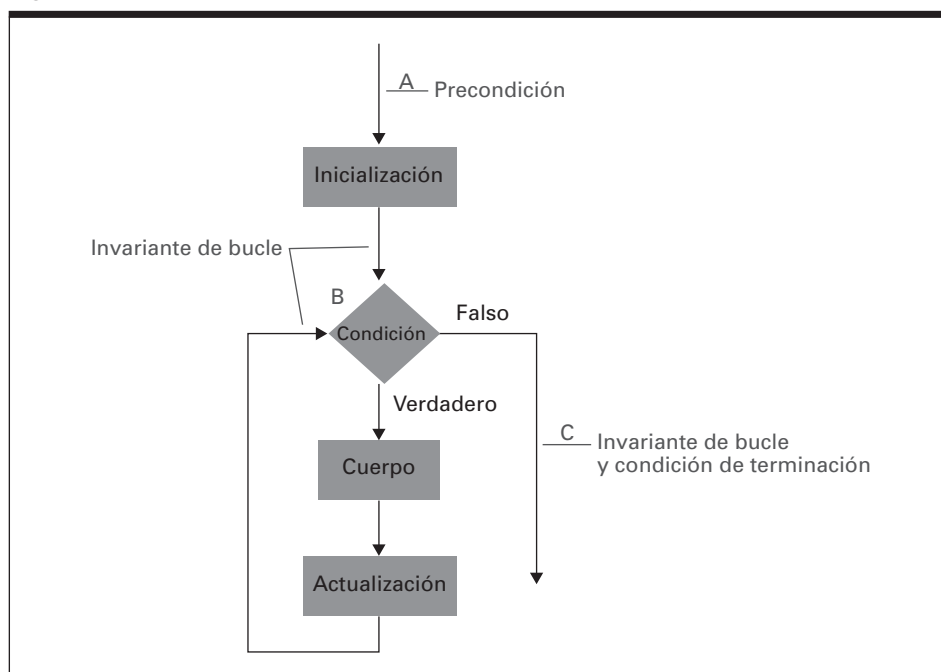 A
Precondición
Inicialización
Invariante de bucle
B
Condición
Falso
Verdadero
C
Invariante de bucle
y condición de terminación
Cuerpo
Actualización